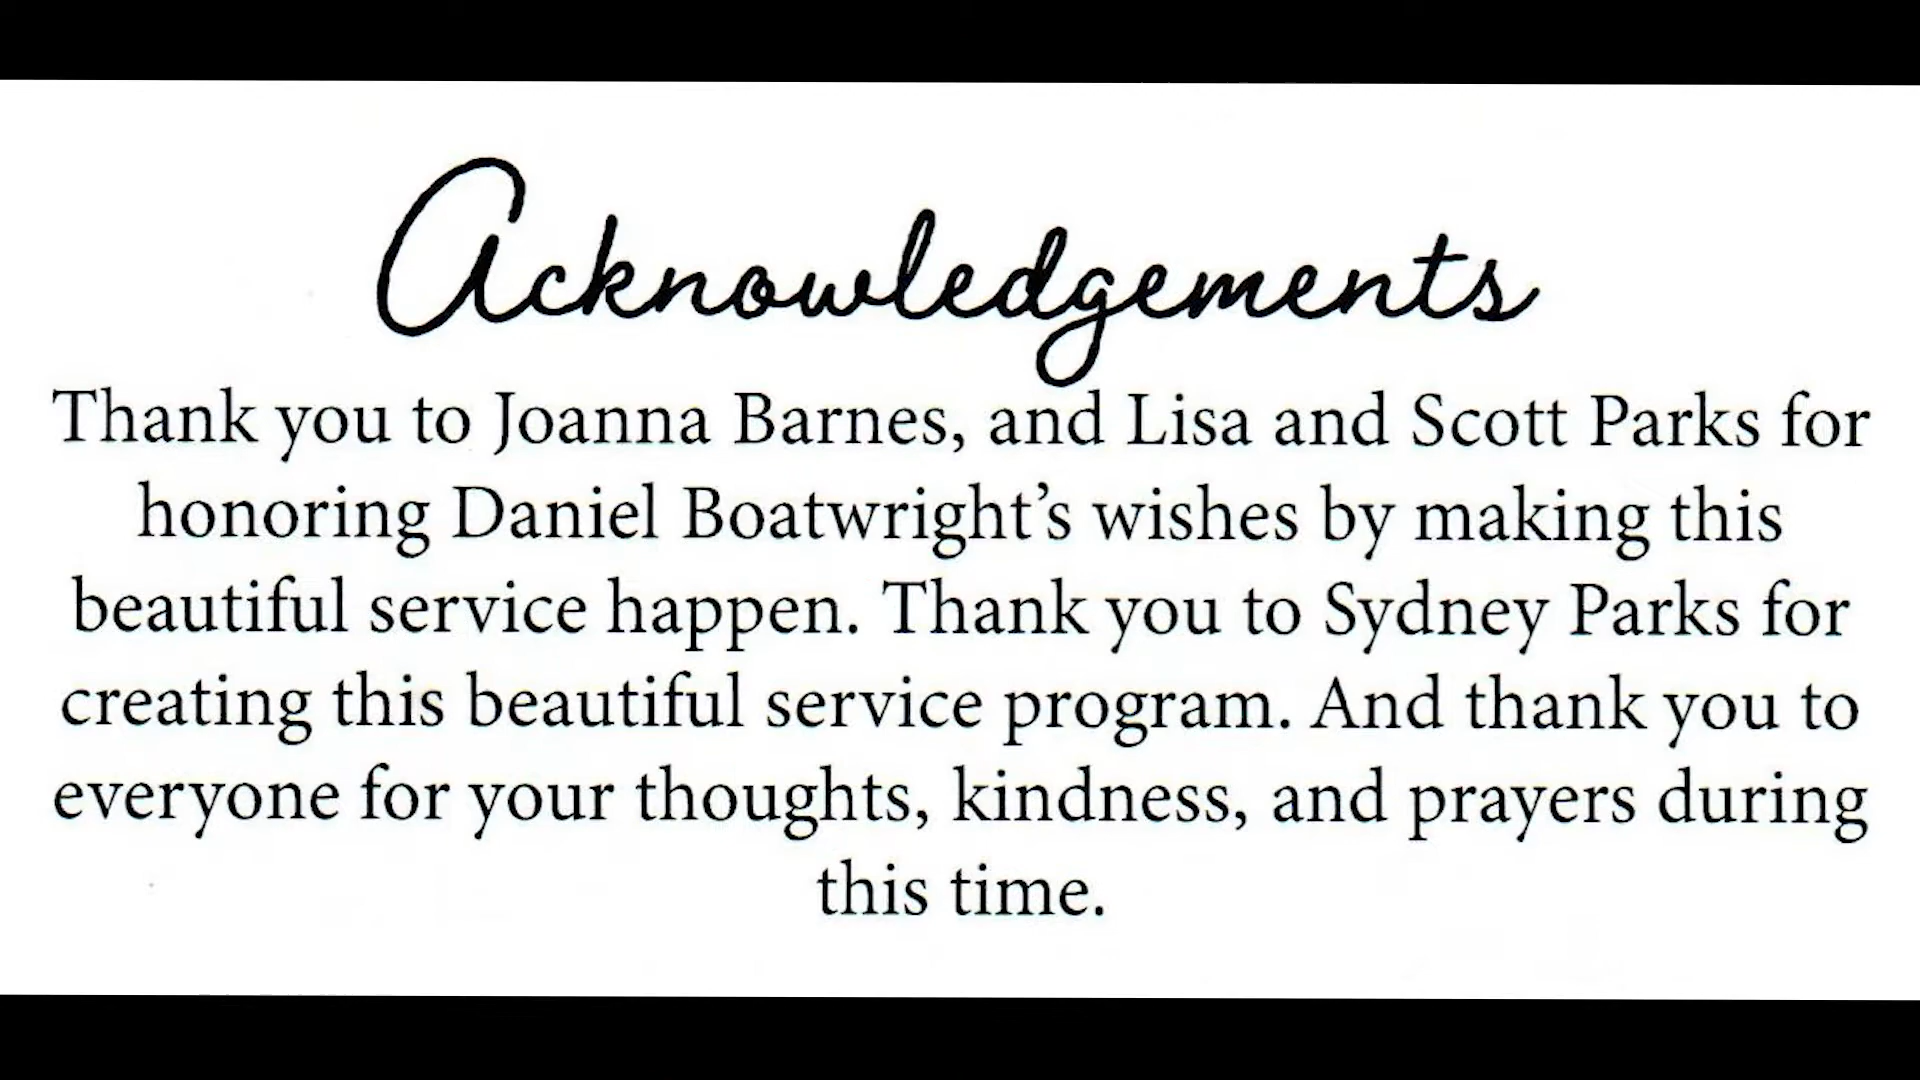 Acknowledgements
Thank you to Joanna Barnes, and Lisa and Scott Parks for
honoring Daniel Boatwright’s wishes by making this
beautiful service happen. Thank you to Sydney Parks for
creating this beautiful service program. And thank you to
everyone for your thoughts, kindness, and prayers during
this time.